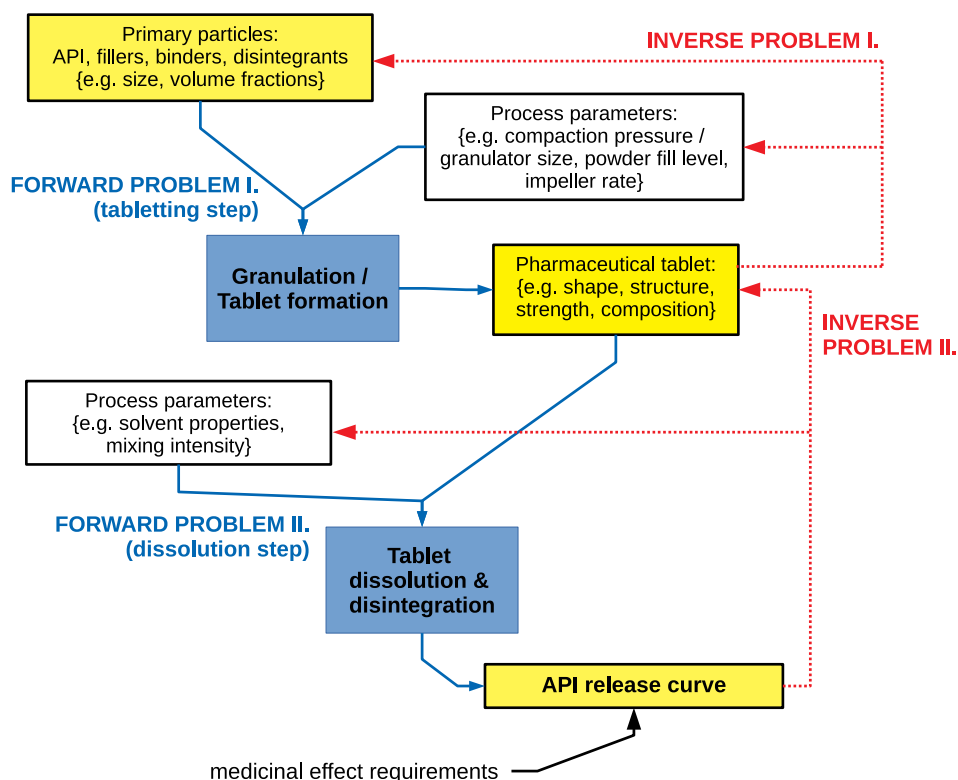 Primary particles:
API, fillers, binders, disintegrants
{e.g. size, volume fractions}
INVERSE PROBLEM I.
Process parameters:
{e.g. compaction pressure /
granulator size, powder fill level,
impeller rate}
FORWARD PROBLEM I.
(tabletting step)
Granulation /
Tablet formation
Pharmaceutical tablet:
{e.g. shape, structure,
strength, composition}
INVERSE
PROBLEM II.
Process parameters:
{e.g. solvent properties,
mixing intensity}
FORWARD PROBLEM II.
(dissolution step)
Tablet
dissolution &
disintegration
API release curve
medicinal effect requirements